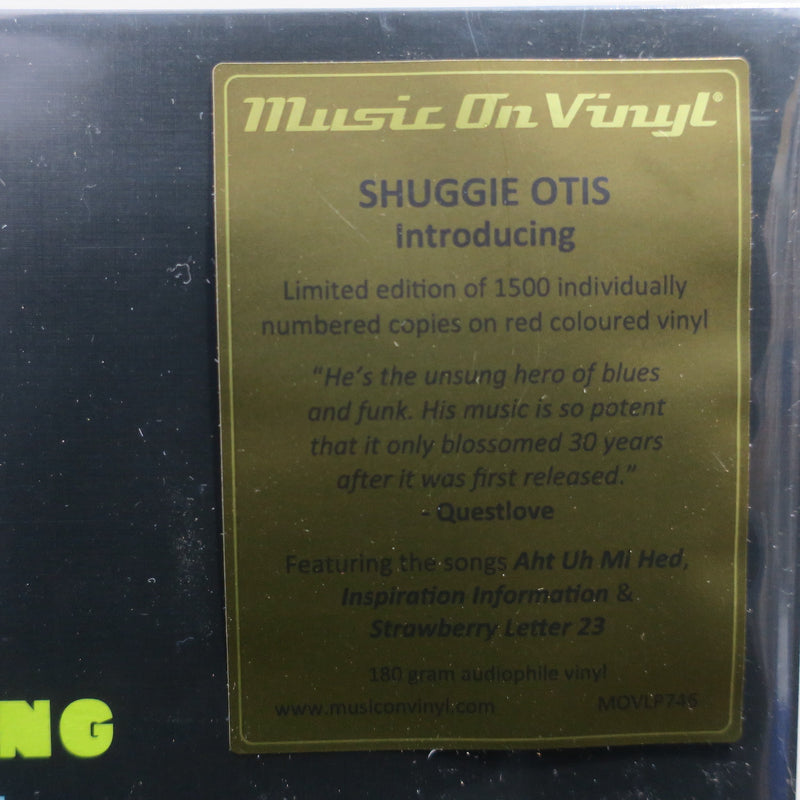 Music On Vinyl®
SHUGGIE OTIS
introducing
Limited edition of 1500 individually
numbered copies on red coloured vinyl
"He's the unsung hero of blues
and funk. His music is so potent
that it only blossomed 30 years
after it was first released."
- Questlove
Featuring the songs Aht Uh Mi Hed,
Inspiration Information &
Strawberry Letter 23
180 gram audiophile vinyl
www.musiconvinyl.com MOVLP746
NG